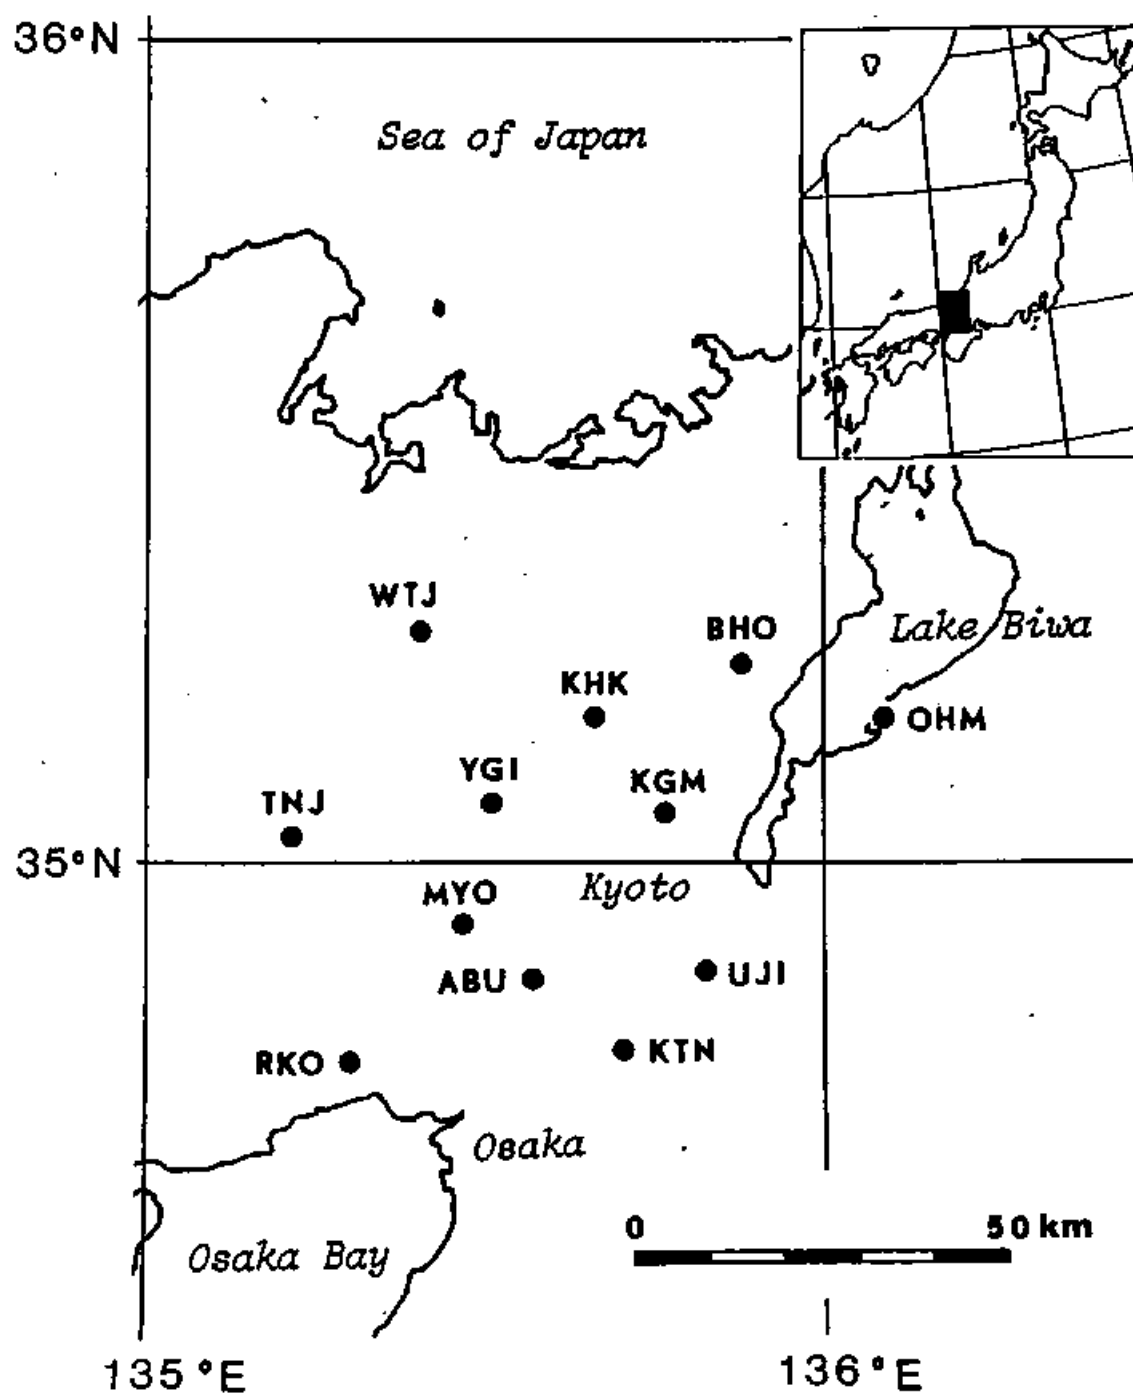 36°N
Sea of Japan
WTJ
BHO
Lake Biwa
KHK
OHM
YGI
KGM
TNJ
35°N
Kyoto
MYO
ABU
UJI
RKO
KTN
Osaka
0 50 km
Osaka Bay
135°E
136°E